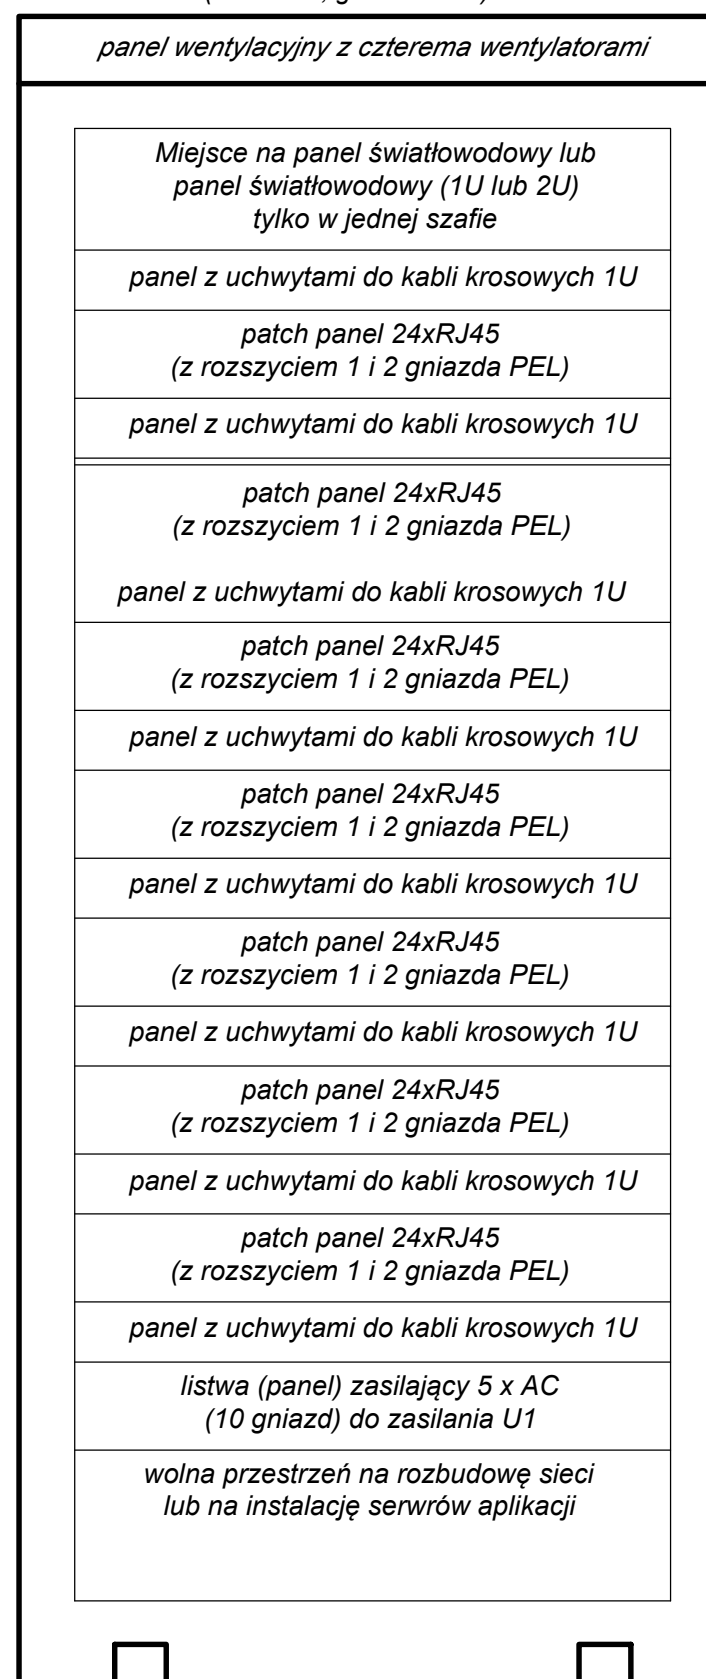 panel wentylacyjny z czterema wentylatorami
Miejsce na panel światłowodowy lub
panel światłowodowy (1U lub 2U)
tylko w jednej szafie
panel z uchwytami do kabli krosowych 1U
patch panel 24xRJ45
(z rozszyciem 1 i 2 gniazda PEL)
panel z uchwytami do kabli krosowych 1U
patch panel 24xRJ45
(z rozszyciem 1 i 2 gniazda PEL)
panel z uchwytami do kabli krosowych 1U
patch panel 24xRJ45
(z rozszyciem 1 i 2 gniazda PEL)
panel z uchwytami do kabli krosowych 1U
patch panel 24xRJ45
(z rozszyciem 1 i 2 gniazda PEL)
panel z uchwytami do kabli krosowych 1U
patch panel 24xRJ45
(z rozszyciem 1 i 2 gniazda PEL)
panel z uchwytami do kabli krosowych 1U
patch panel 24xRJ45
(z rozszyciem 1 i 2 gniazda PEL)
panel z uchwytami do kabli krosowych 1U
patch panel 24xRJ45
(z rozszyciem 1 i 2 gniazda PEL)
panel z uchwytami do kabli krosowych 1U
listwa (panel) zasilający 5 x AC
(10 gniazd) do zasilania U1
wolna przestrzeń na rozbudowę sieci
lub na instalację serwrów aplikacji